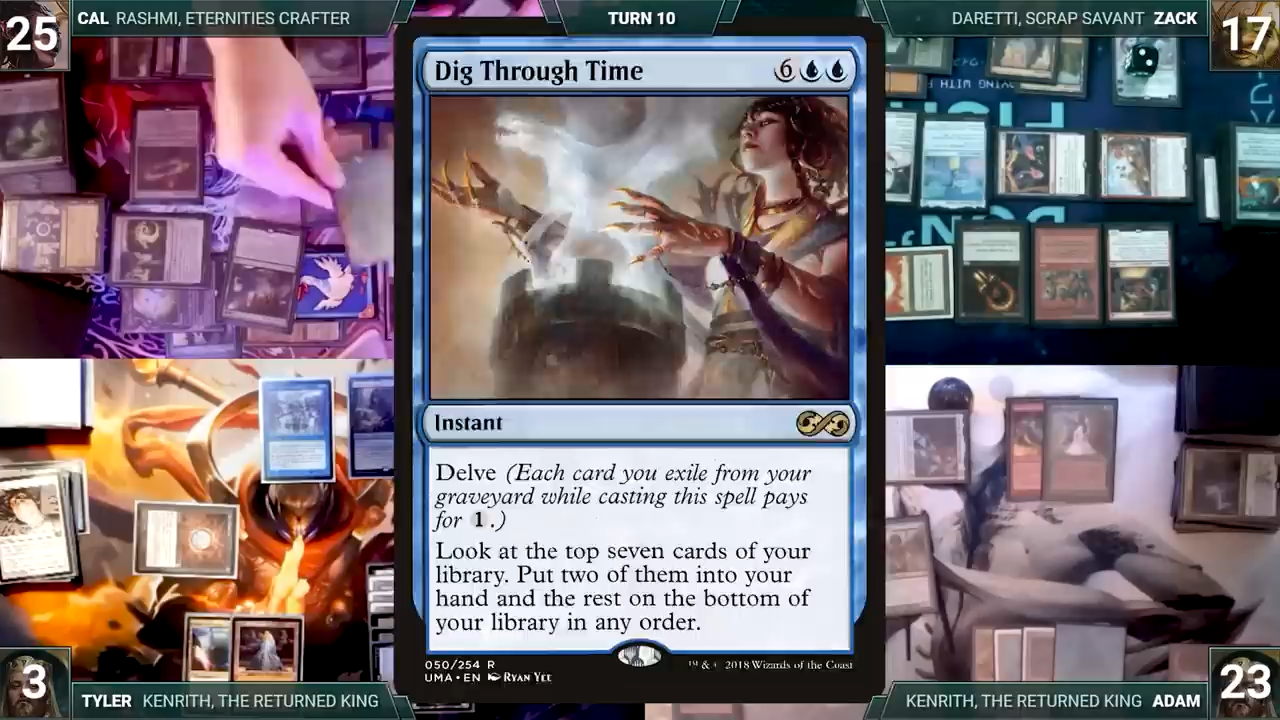 25
CAL RASHMI, ETERNITIES CRAFTER
TURN 10
DARETTI, SCRAP SAVANT ZACK
17
Dig Through Time
6
Instant
Delve (Each card you exile from your
graveyard while casting this spell pays
for 1.)
Look at the top seven cards of your
library. Put two of them into your
hand and the rest on the bottom of
your library in any order.
050/254 R
UMA • EN RYAN YEE
™ & © 2018 Wizards of the Coast
3
TYLER KENRITH, THE RETURNED KING
KENRITH, THE RETURNED KING ADAM
23